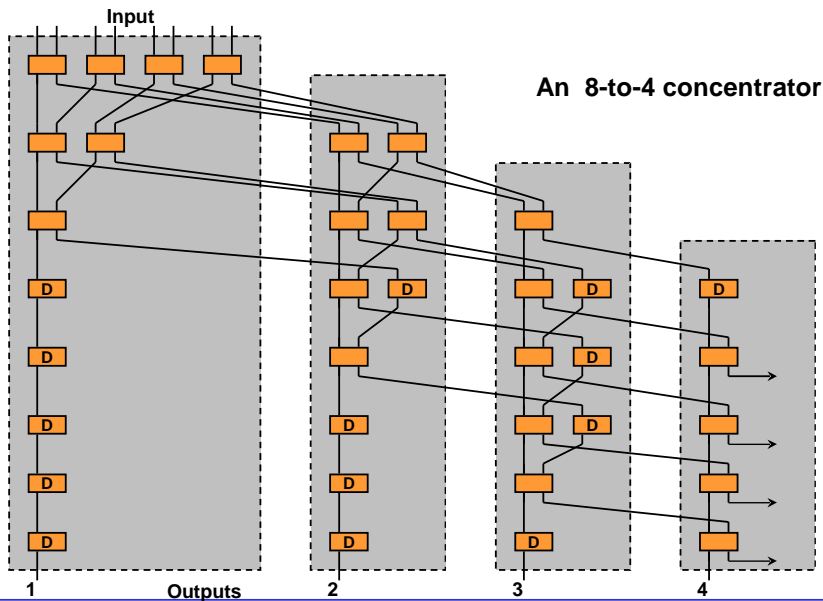 Input
An 8-to-4 concentrator
D D D D
D D
D D D
D D
D D D
1 Outputs 2 3 4